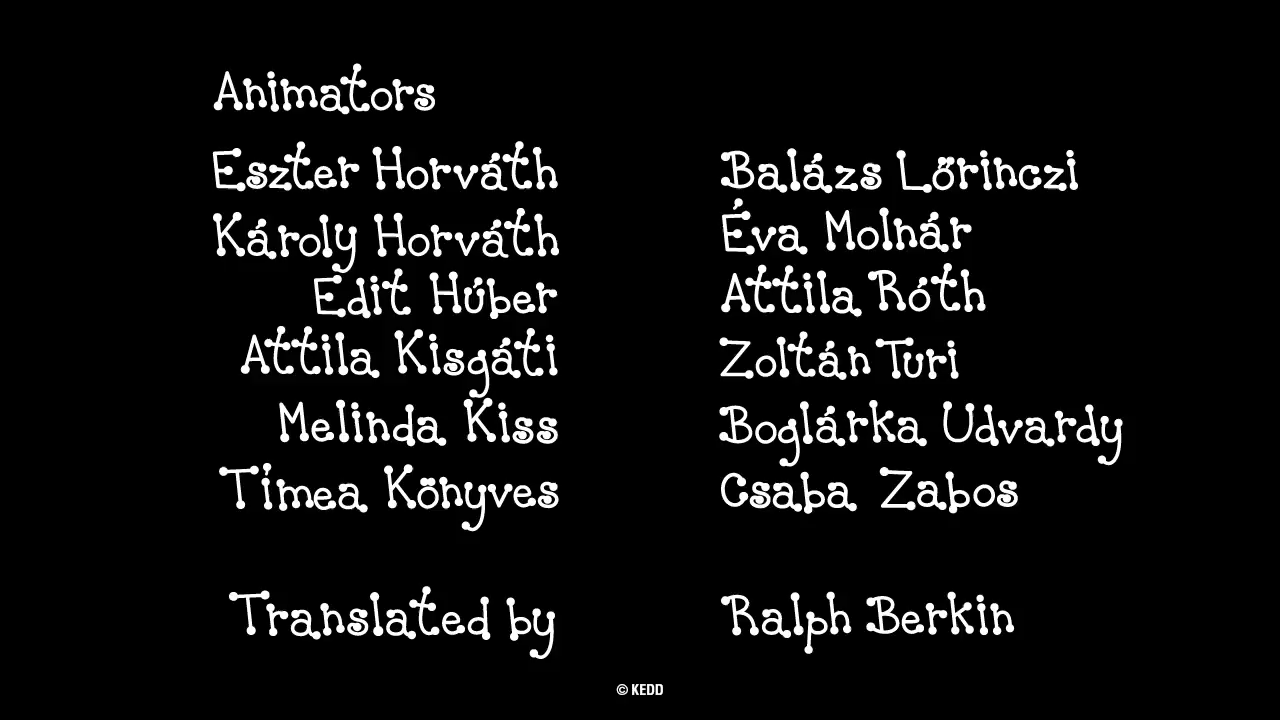 Animators
Eszter Horváth
Károly Horváth
Edit Húber
Attila Kisgáti
Melinda Kiss
Tímea Könyves
Balázs Lőrinczi
Éva Molnár
Attila Róth
Zoltán Turi
Boglárka Udvardy
Csaba Zabos
Translated by Ralph Berkin
© KEDD